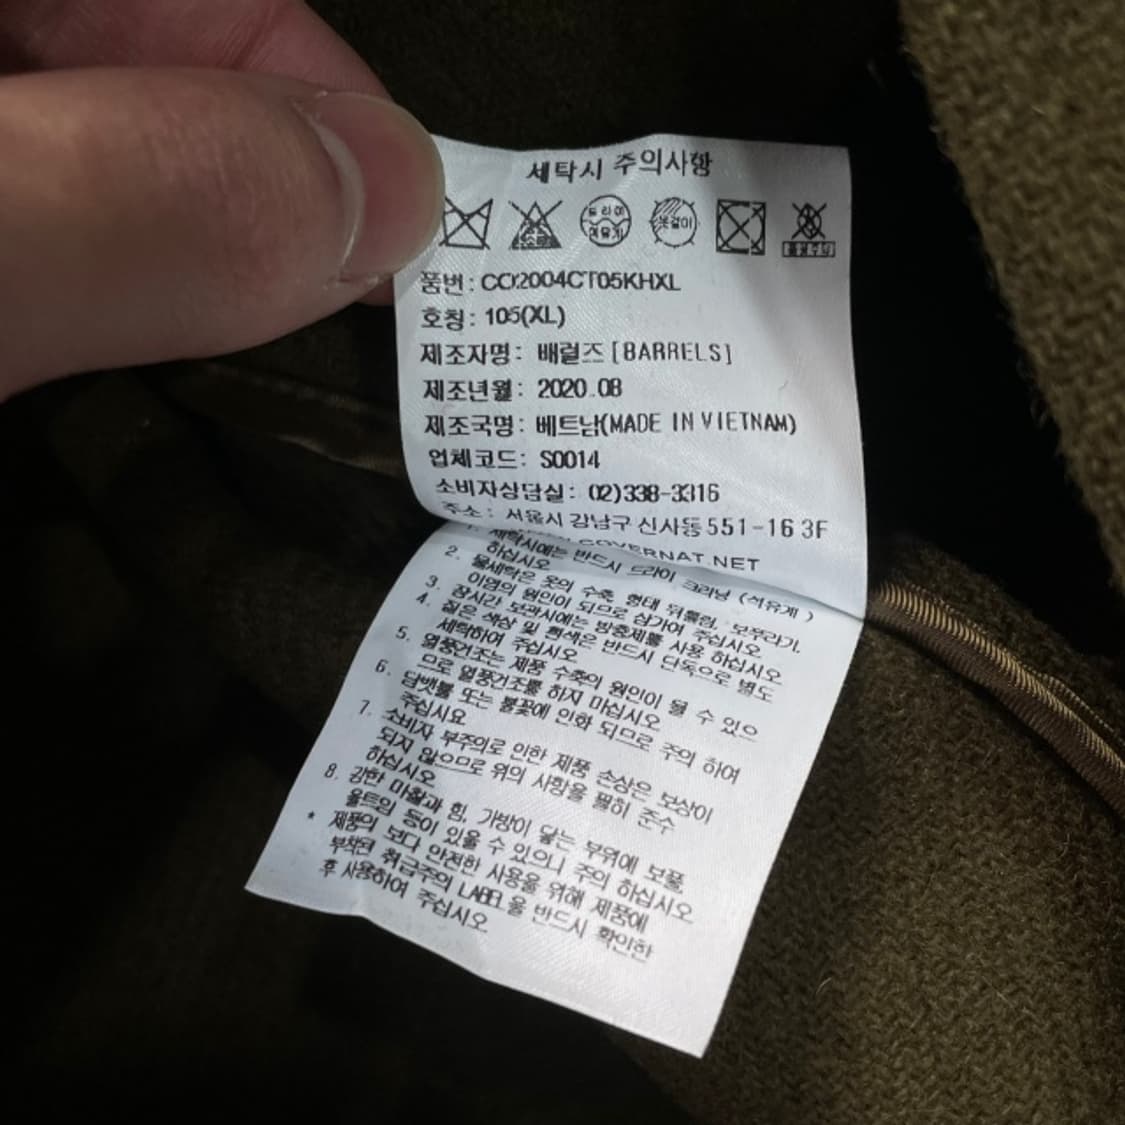 세탁시 주의사항
드라이
옷걸이
품번: CO2004CT05KHXL
호칭: 105(XL)
제조자명: 배럴즈 [BARRELS]
제조년월: 2020.08
제조국명: 베트남(MADE IN VIETNAM)
업체코드: S0014
소비자상담실: 02)338-3316
주소: 서울시 강남구 신사동 551-16 3F
COVERNAT.NET
1. 세탁시에는 반드시 드라이 크리닝 (석유계)
하십시오
2. 물세탁은 옷의 수축, 형태 뒤틀림, 보푸라기,
이염의 원인이 되므로 삼가여 주십시오
3. 장시간 보관시에는 방충제를 사용 하십시오
4. 짙은 색상 및 흰색은 반드시 단독으로 별도
세탁하여 주십시오
5. 열풍건조는 제품 수축의 원인이 될 수 있으
므로 열풍건조를 하지 마십시오
6. 담뱃불 또는 불꽃에 인화 되므로 주의 하여
주십시요
7. 소비자 부주의로 인한 제품 손상은 보상이
되지 않으므로 위의 사항을 필히 준수
하십시오
8. 강한 마찰과 힘, 가방이 닿는 부위에 보풀,
올트임 등이 있을 수 있으니 주의 하십시오
* 제품의 보다 안전한 사용을 위해 제품에
부착된 취급주의 LABEL을 반드시 확인한
후 사용하여 주십시오